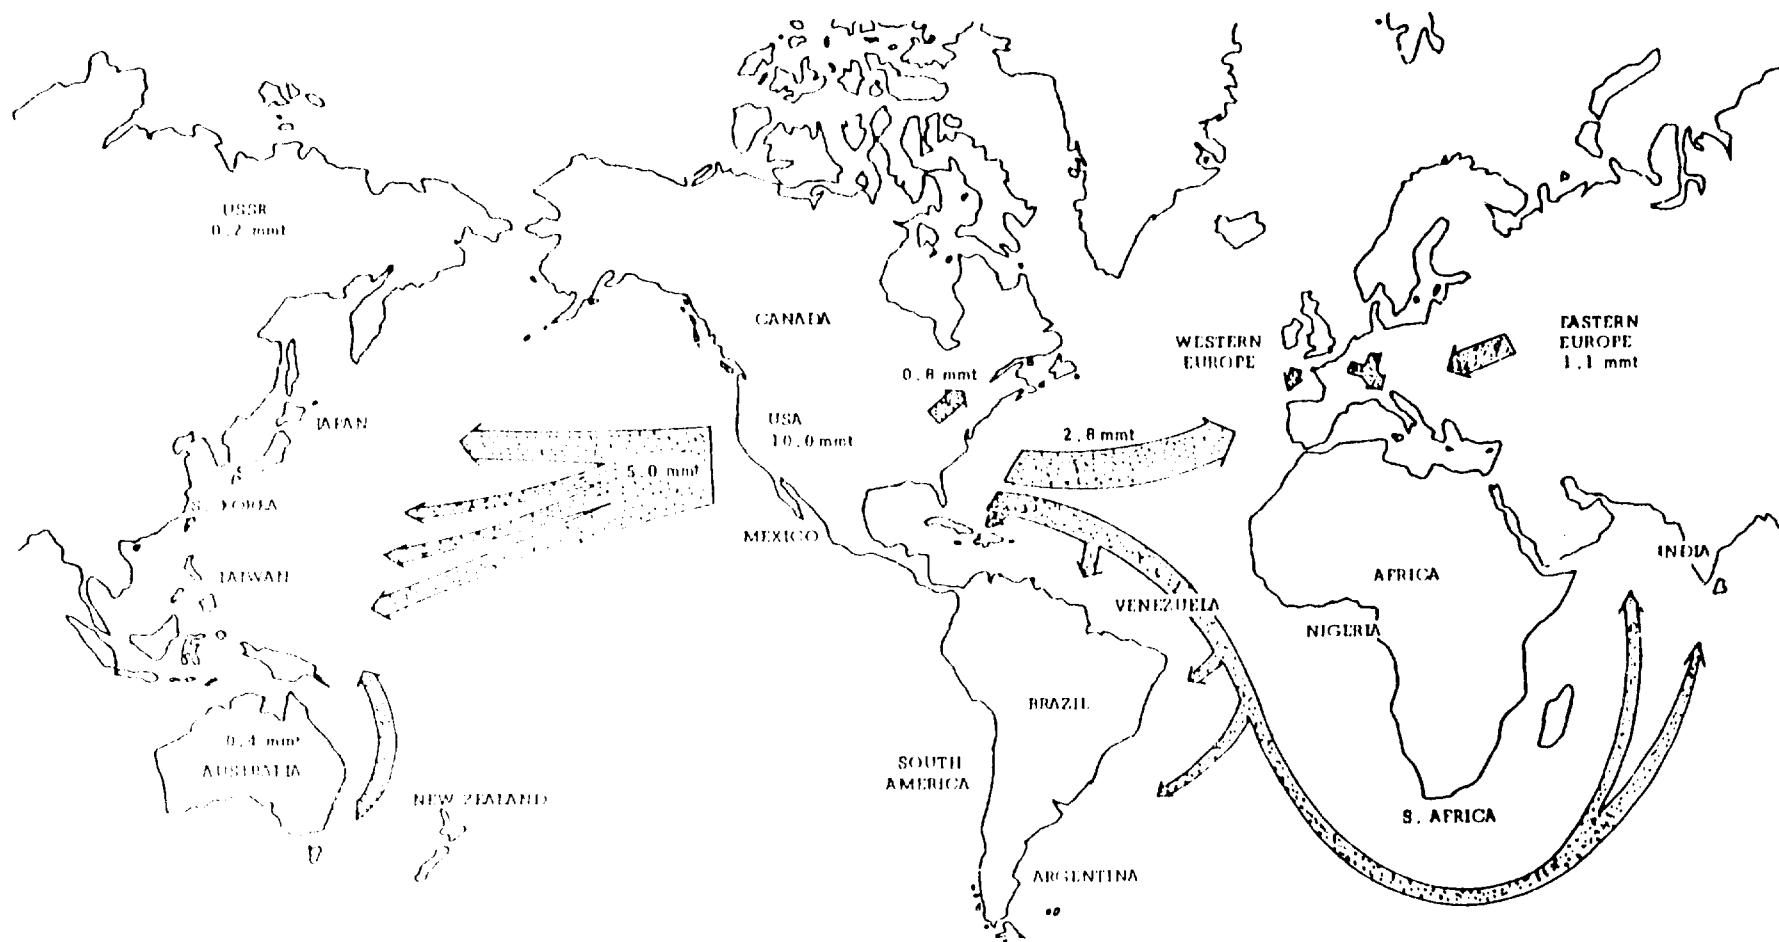 USSR
0.2 mmt
CANADA
0.8 mmt
WESTERN
EUROPE
EASTERN
EUROPE
1.1 mmt
JAPAN
USA
10.0 mmt
2.8 mmt
5.0 mmt
S. KOREA
MEXICO
INDIA
TAIWAN
AFRICA
VENEZUELA
NIGERIA
BRAZIL
0.4 mmt
AUSTRALIA
SOUTH
AMERICA
NEW ZEALAND
S. AFRICA
ARGENTINA